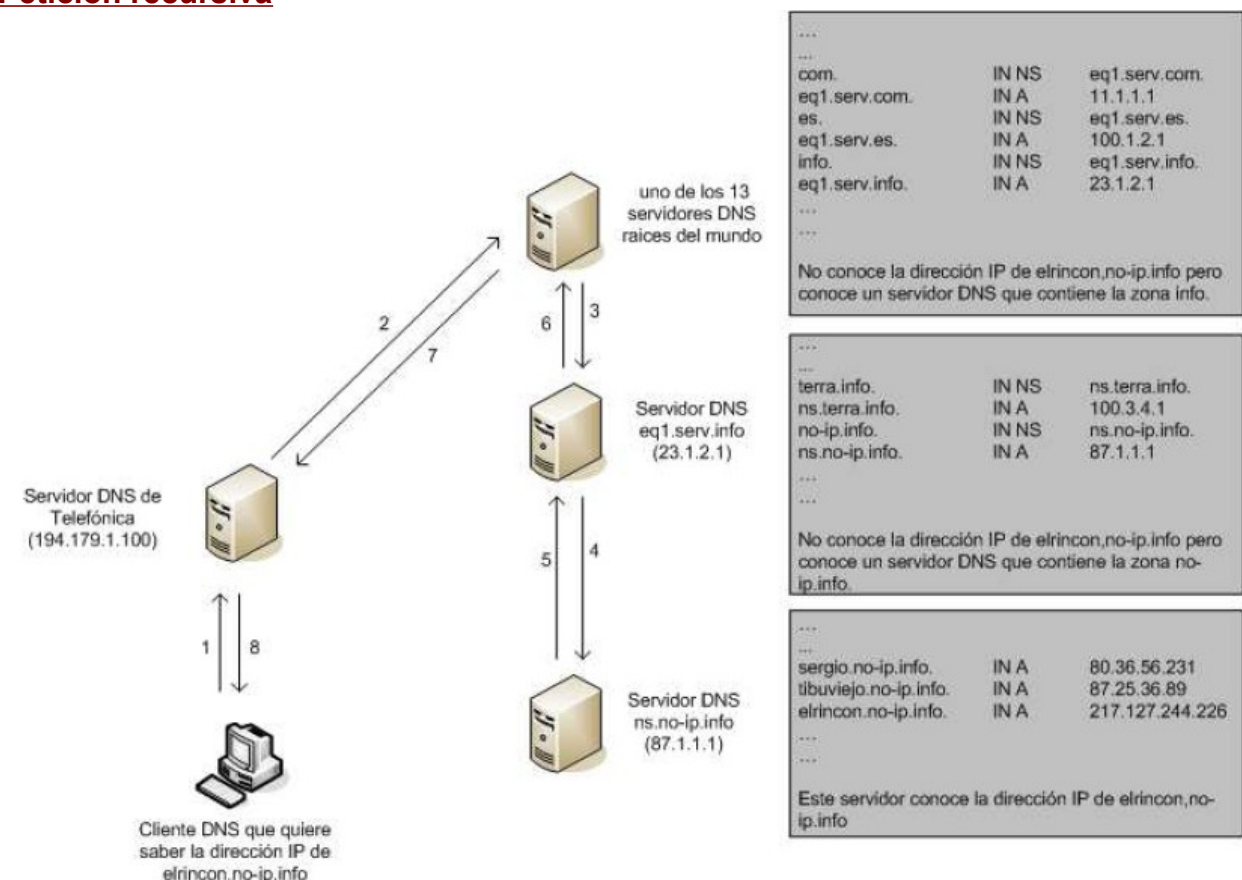 Petición recursiva
...
...
com. IN NS eq1.serv.com.
eq1.serv.com. IN A 11.1.1.1
es. IN NS eq1.serv.es.
eq1.serv.es. IN A 100.1.2.1
info. IN NS eq1.serv.info.
eq1.serv.info. IN A 23.1.2.1
...
...
No conoce la dirección IP de elrincon,no-ip.info pero
conoce un servidor DNS que contiene la zona info.
uno de los 13
servidores DNS
raices del mundo
2
7
6
3
...
...
terra.info. IN NS ns.terra.info.
ns.terra.info. IN A 100.3.4.1
no-ip.info. IN NS ns.no-ip.info.
ns.no-ip.info. IN A 87.1.1.1
...
...
No conoce la dirección IP de elrincon,no-ip.info pero
conoce un servidor DNS que contiene la zona no-
ip.info.
Servidor DNS
eq1.serv.info
(23.1.2.1)
Servidor DNS de
Telefónica
(194.179.1.100)
5
4
1
8
...
...
sergio.no-ip.info. IN A 80.36.56.231
tibuviejo.no-ip.info. IN A 87.25.36.89
elrincon.no-ip.info. IN A 217.127.244.226
...
...
Este servidor conoce la dirección IP de elrincon,no-
ip.info
Servidor DNS
ns.no-ip.info
(87.1.1.1)
Cliente DNS que quiere
saber la dirección IP de
elrincon.no-ip.info